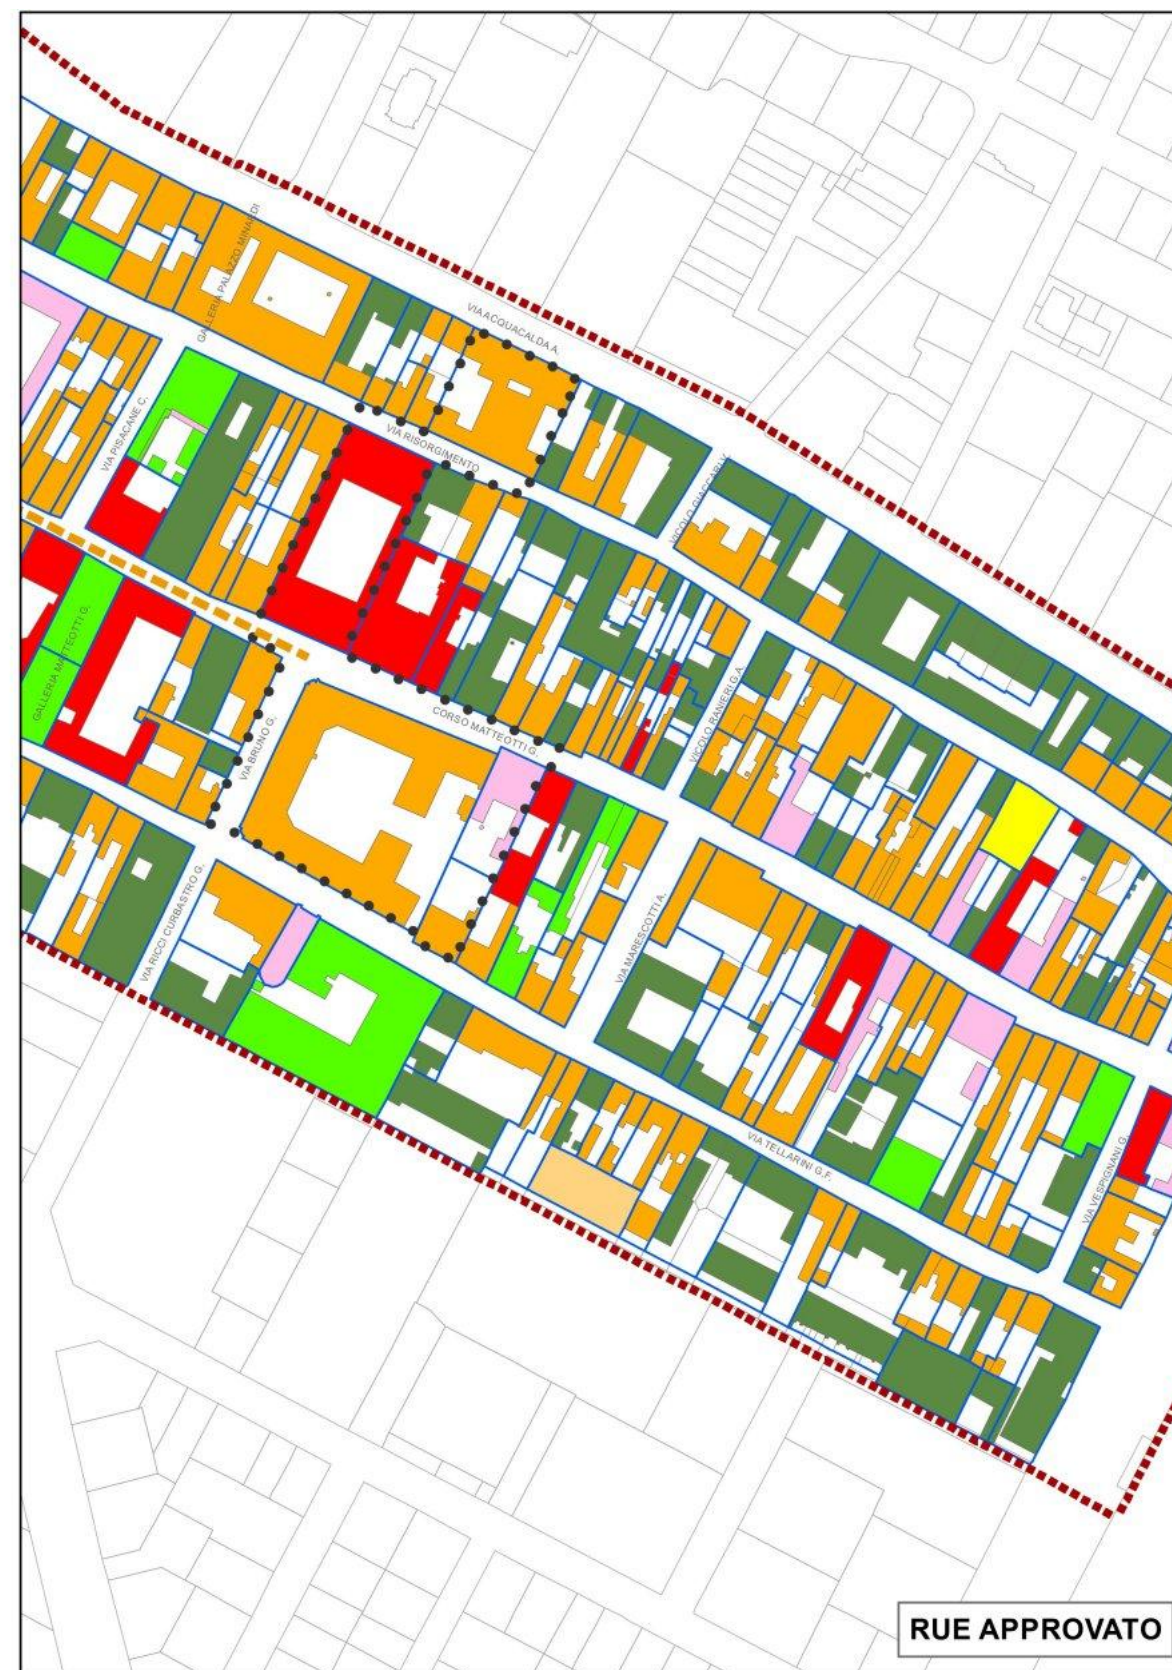 GALLERIA PALAZZO MINARDI
VIA ACQUACALDA A.
VIA PISACANE C.
VIA RISORGIMENTO
VICOLO GIACCARI V.
GALLERIA MATTEOTTI G.
VIA BRUNO G.
CORSO MATTEOTTI G.
VICOLO RANIERI G.A.
VIA RICCI CURBASTRO G.
VIA MARESCOTTI A.
VIA TELLARINI G.F.
VIA VESPIGNANI G.
RUE APPROVATO